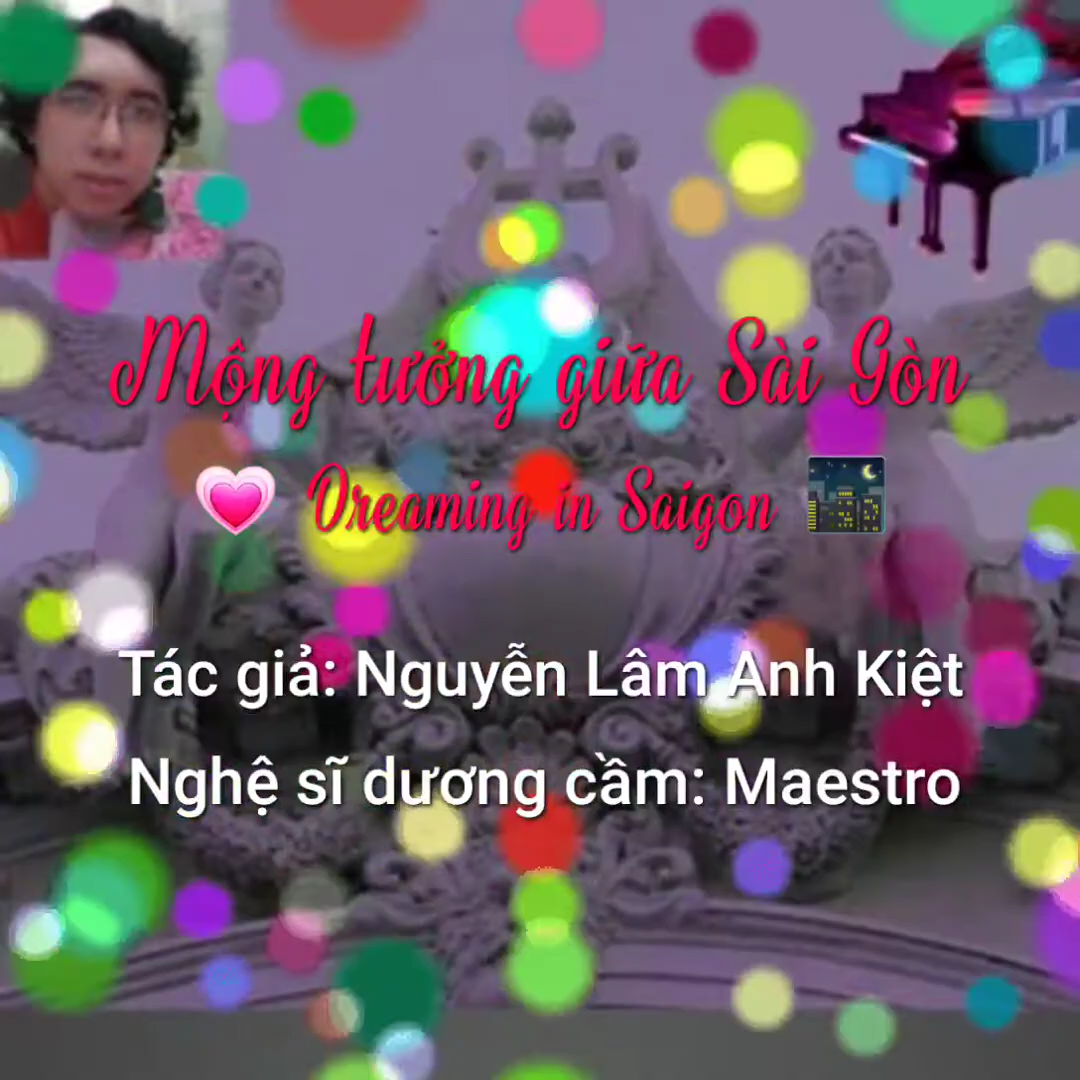 Mộng tưởng giữa Sài Gòn
💗 Dreaming in Saigon 🌃
Tác giả: Nguyễn Lâm Anh Kiệt
Nghệ sĩ dương cầm: Maestro